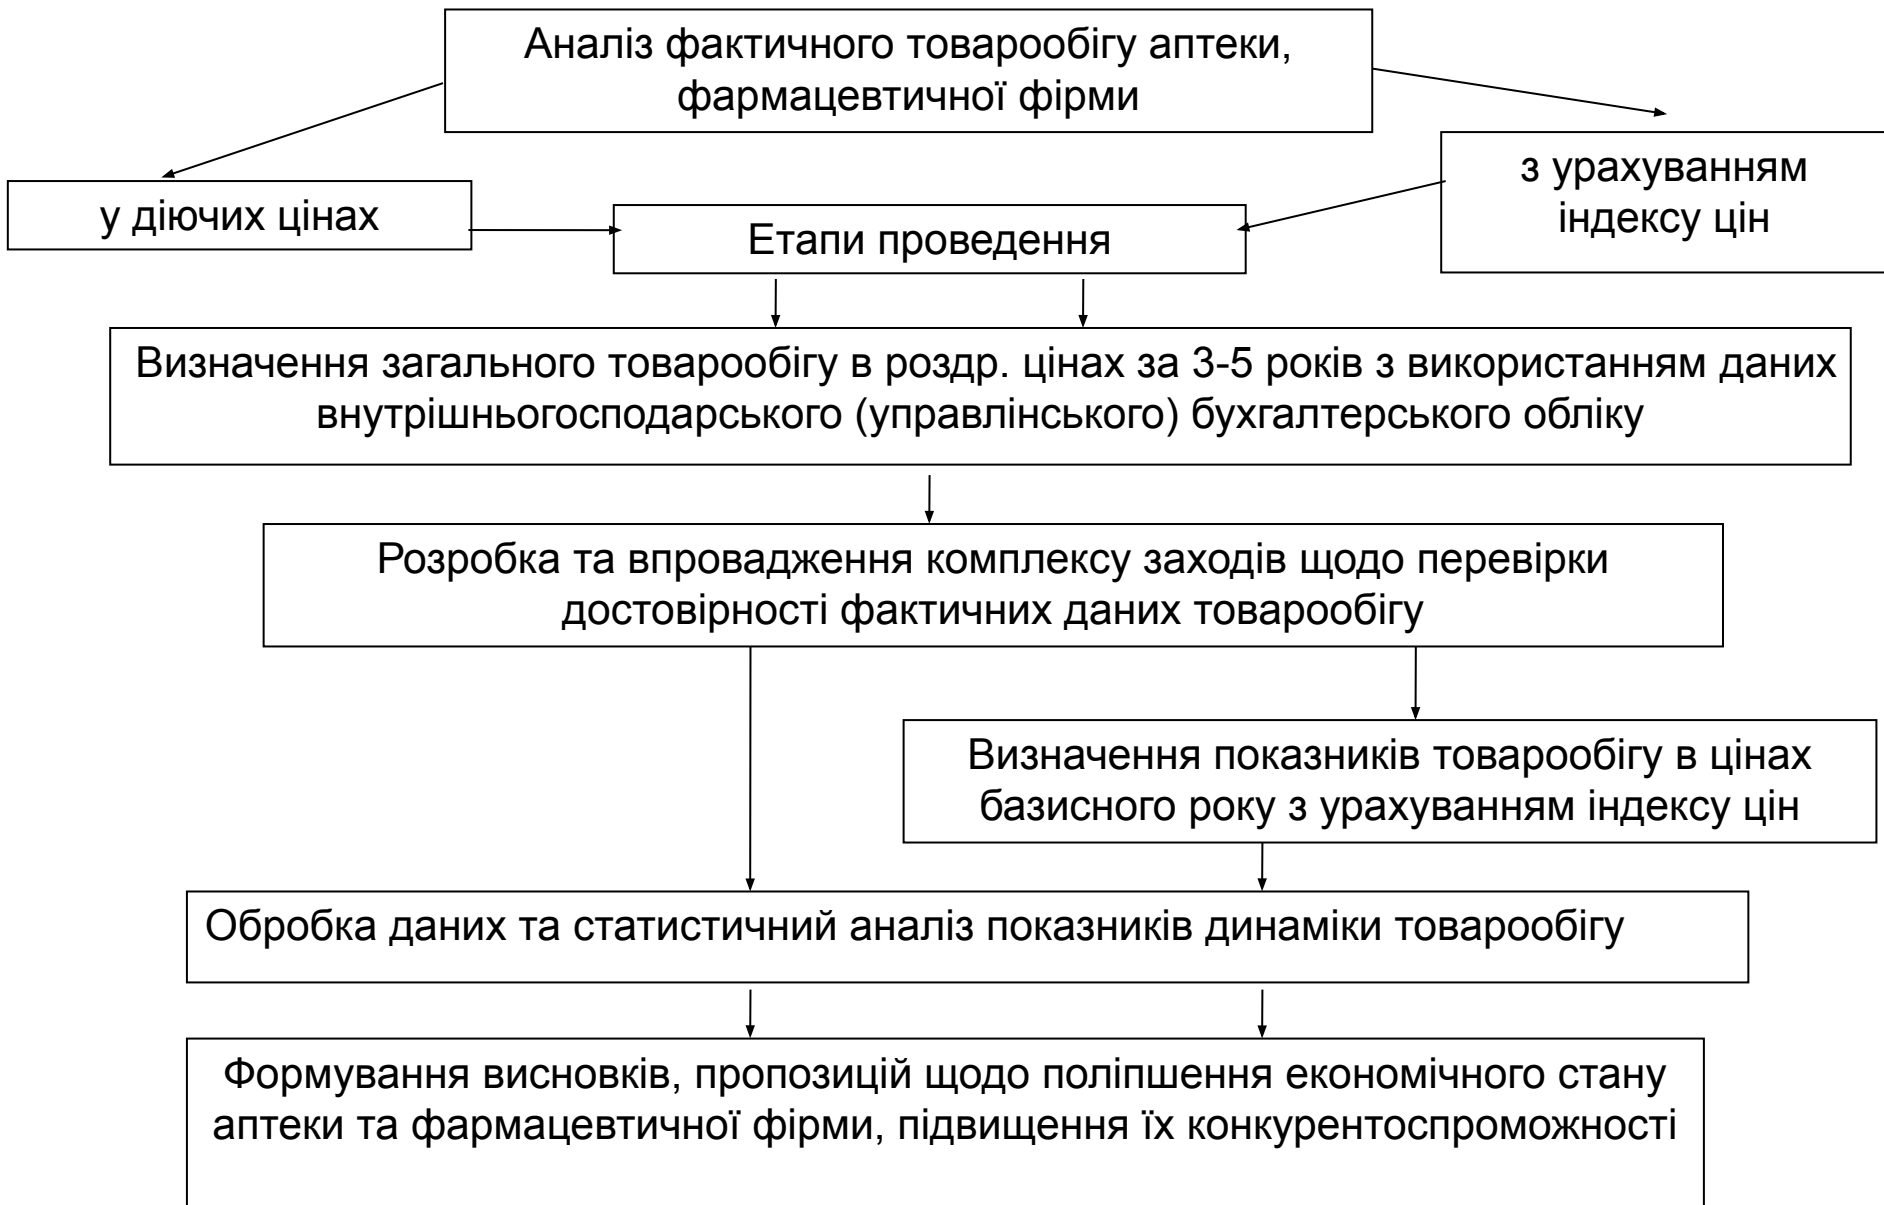 Аналіз фактичного товарообігу аптеки,
фармацевтичної фірми
у діючих цінах
з урахуванням
індексу цін
Етапи проведення
Визначення загального товарообігу в роздр. цінах за 3-5 років з використанням даних
внутрішньогосподарського (управлінського) бухгалтерського обліку
Розробка та впровадження комплексу заходів щодо перевірки
достовірності фактичних даних товарообігу
Визначення показників товарообігу в цінах
базисного року з урахуванням індексу цін
Обробка даних та статистичний аналіз показників динаміки товарообігу
Формування висновків, пропозицій щодо поліпшення економічного стану
аптеки та фармацевтичної фірми, підвищення їх конкурентоспроможності